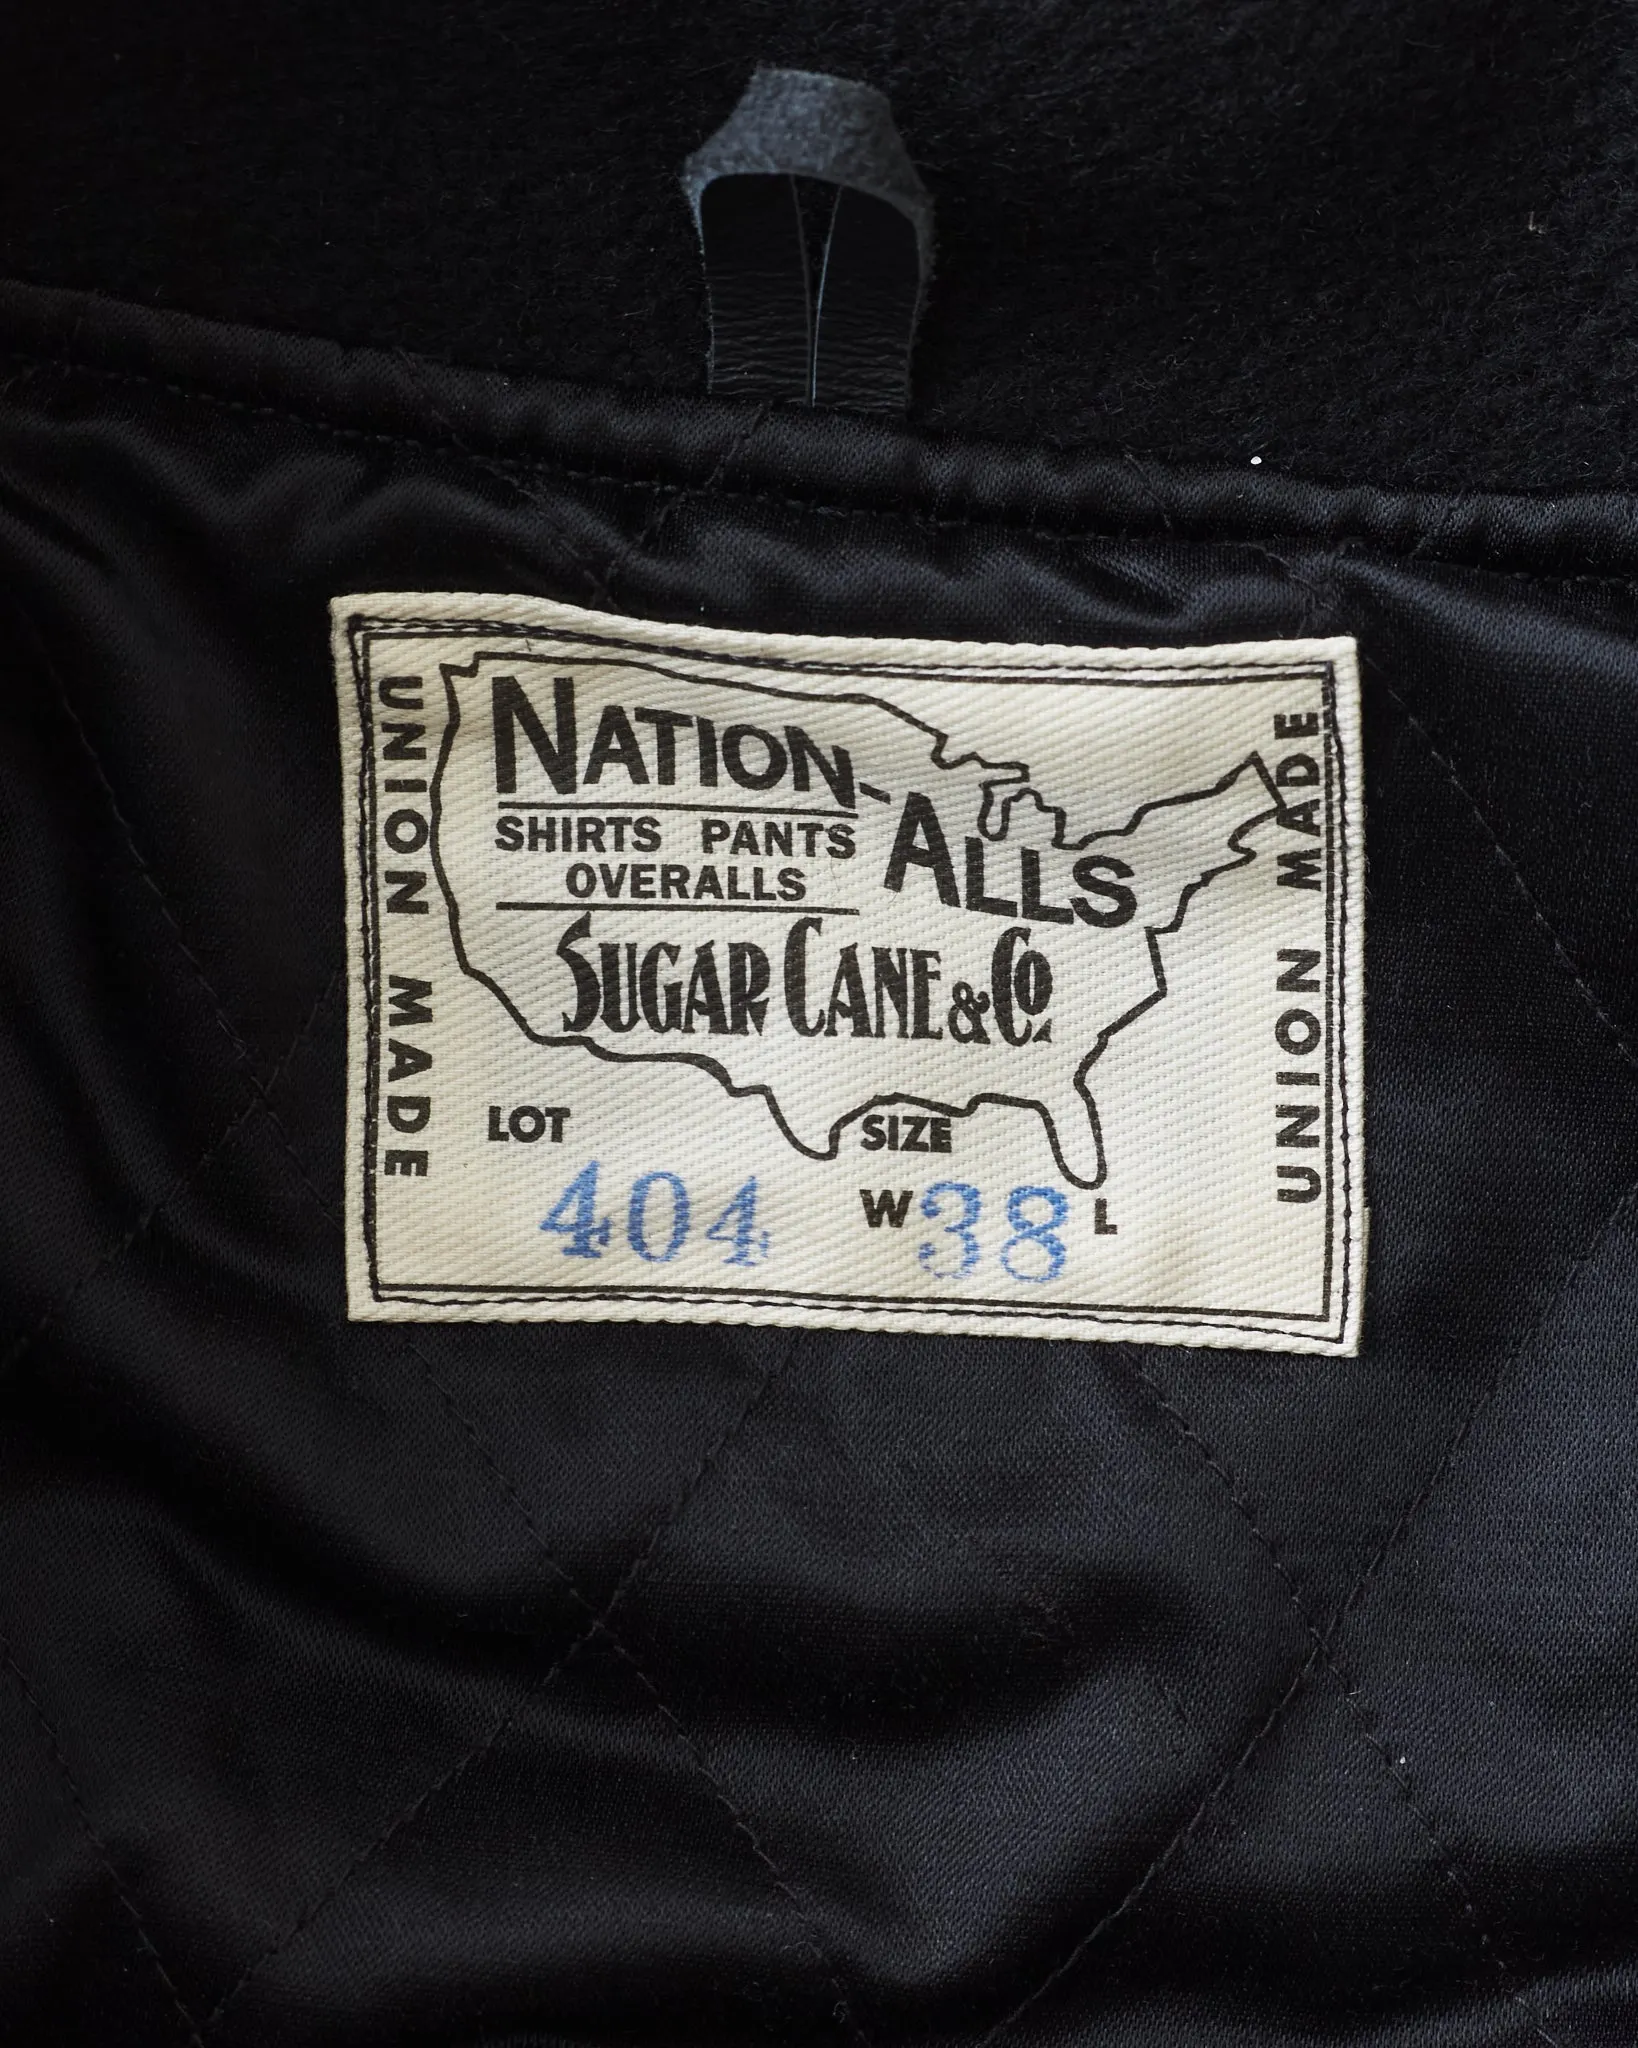 UNION MADE
NATION-ALLS
SHIRTS PANTS
OVERALLS
SUGAR CANE & Co.
LOT
404
SIZE
W 38 L
UNION MADE